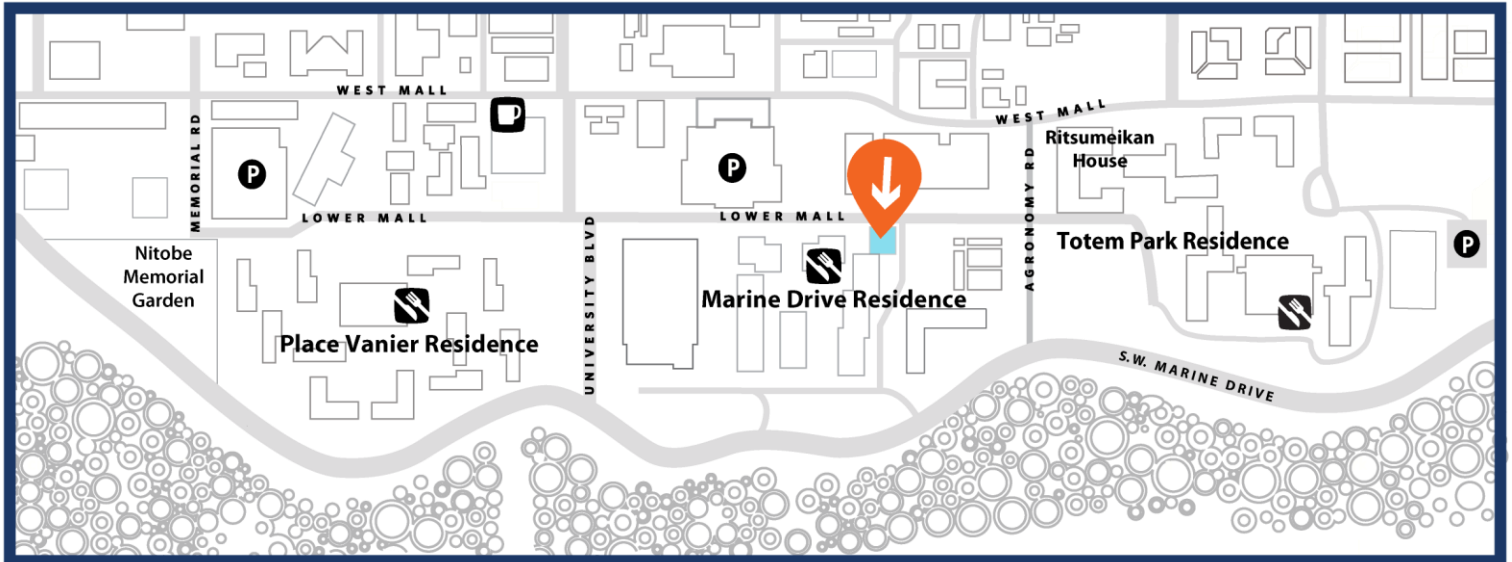 WEST MALL
WEST MALL
MEMORIAL RD
P
P
Ritsumeikan
House
AGRONOMY RD
LOWER MALL
LOWER MALL
UNIVERSITY BLVD
Totem Park Residence
P
Nitobe
Memorial
Garden
Marine Drive Residence
Place Vanier Residence
S.W. MARINE DRIVE